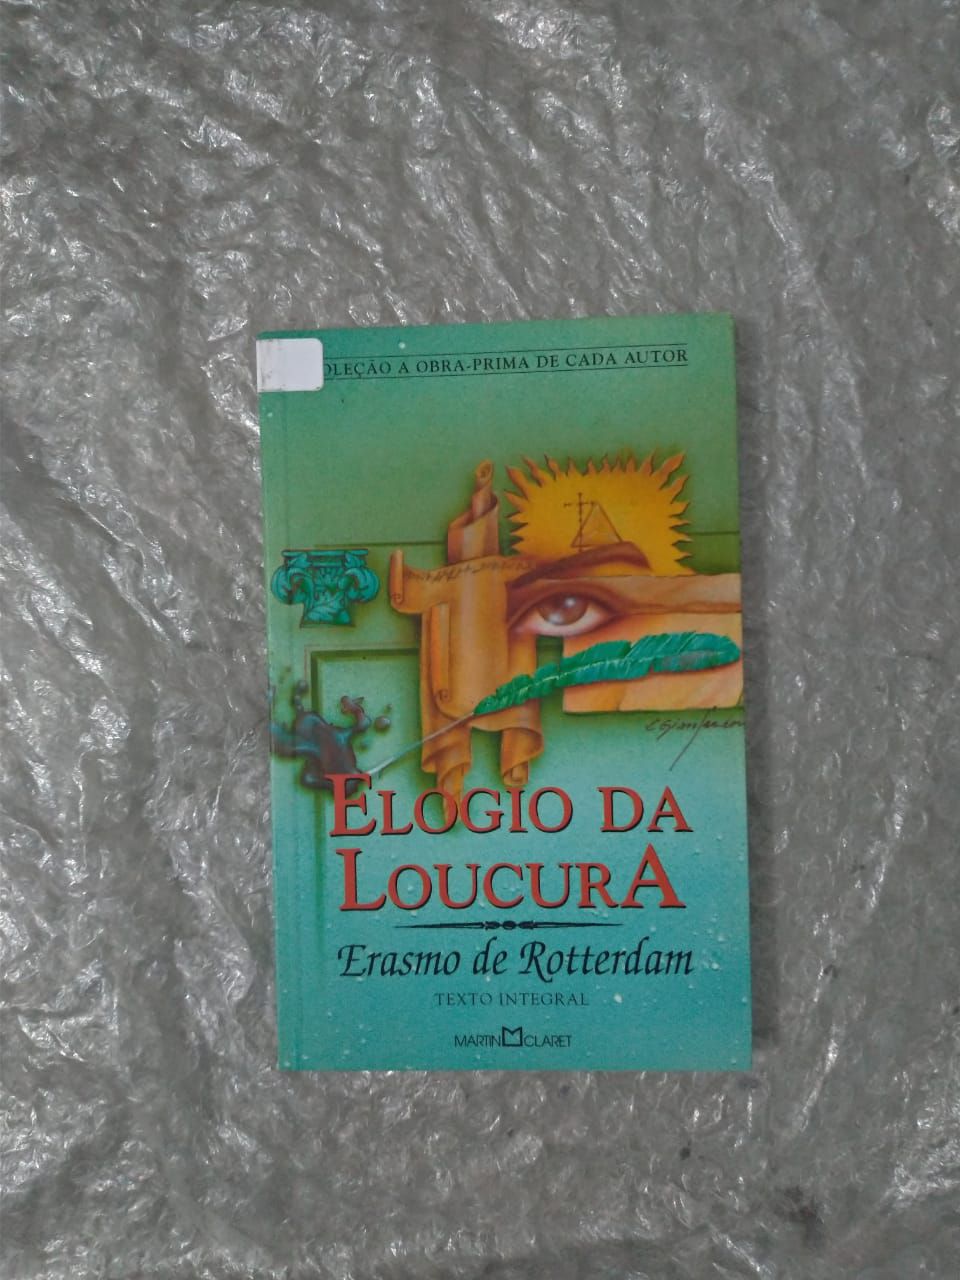 OLEÇÃO A OBRA-PRIMA DE CADA AUTOR
ELOGIO DA
LOUCURA
Erasmo de Rotterdam
TEXTO INTEGRAL
MARTIN CLARET